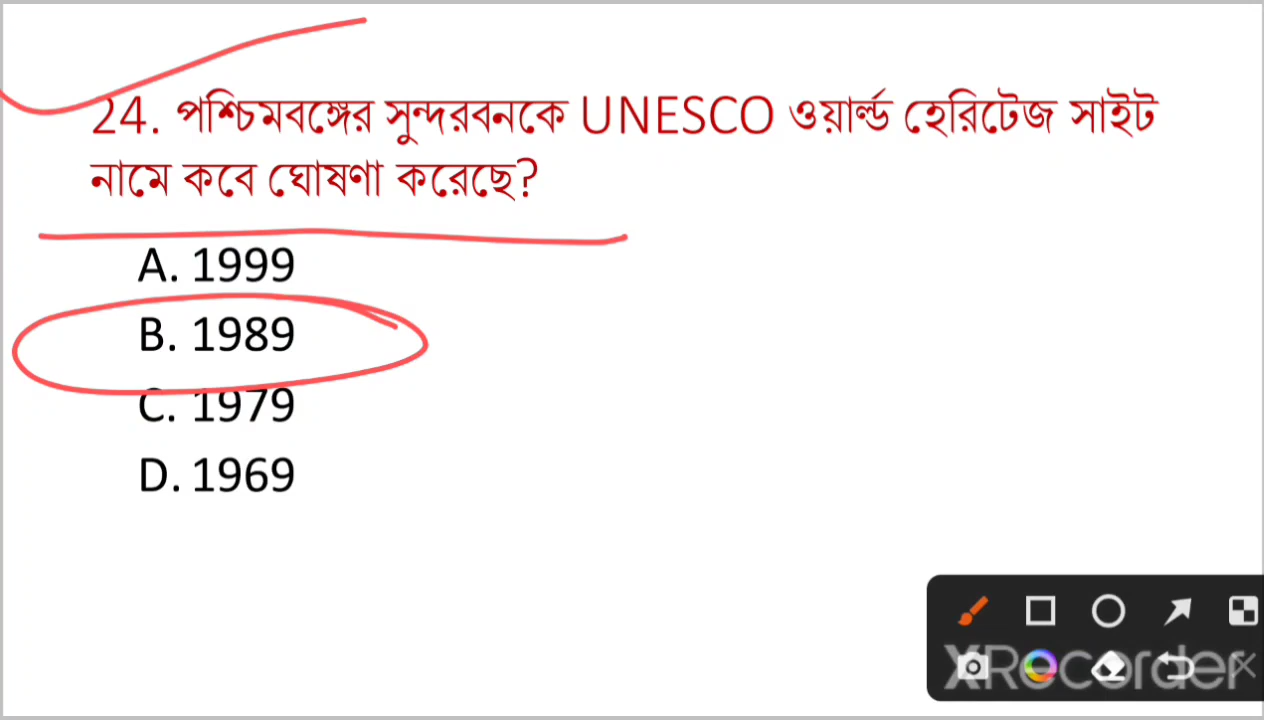 24. পশ্চিমবঙ্গের সুন্দরবনকে UNESCO ওয়ার্ল্ড হেরিটেজ সাইট
নামে কবে ঘোষণা করেছে?
A. 1999
B. 1989
C. 1979
D. 1969
XRecorder